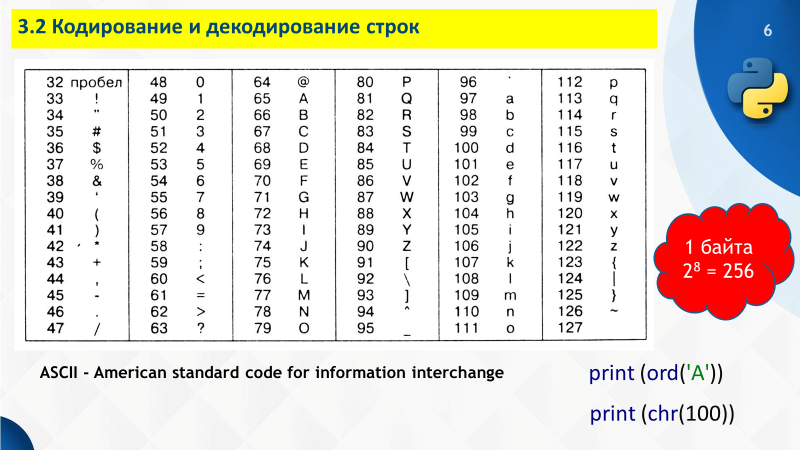 3.2 Кодирование и декодирование строк
6
32 пробел 48 0 64 @ 80 P 96 ` 112 p
33 ! 49 1 65 A 81 Q 97 a 113 q
34 " 50 2 66 B 82 R 98 b 114 r
35 # 51 3 67 C 83 S 99 c 115 s
36 $ 52 4 68 D 84 T 100 d 116 t
37 % 53 5 69 E 85 U 101 e 117 u
38 & 54 6 70 F 86 V 102 f 118 v
39 ' 55 7 71 G 87 W 103 g 119 w
40 ( 56 8 72 H 88 X 104 h 120 x
41 ) 57 9 73 I 89 Y 105 i 121 y
42 * 58 : 74 J 90 Z 106 j 122 z
43 + 59 ; 75 K 91 [ 107 k 123 {
44 , 60 < 76 L 92 \ 108 l 124 |
45 - 61 = 77 M 93 ] 109 m 125 }
46 . 62 > 78 N 94 ^ 110 n 126 ~
47 / 63 ? 79 O 95 _ 111 o 127
1 байта
2⁸ = 256
ASCII - American standard code for information interchange
print (ord('A'))
print (chr(100))